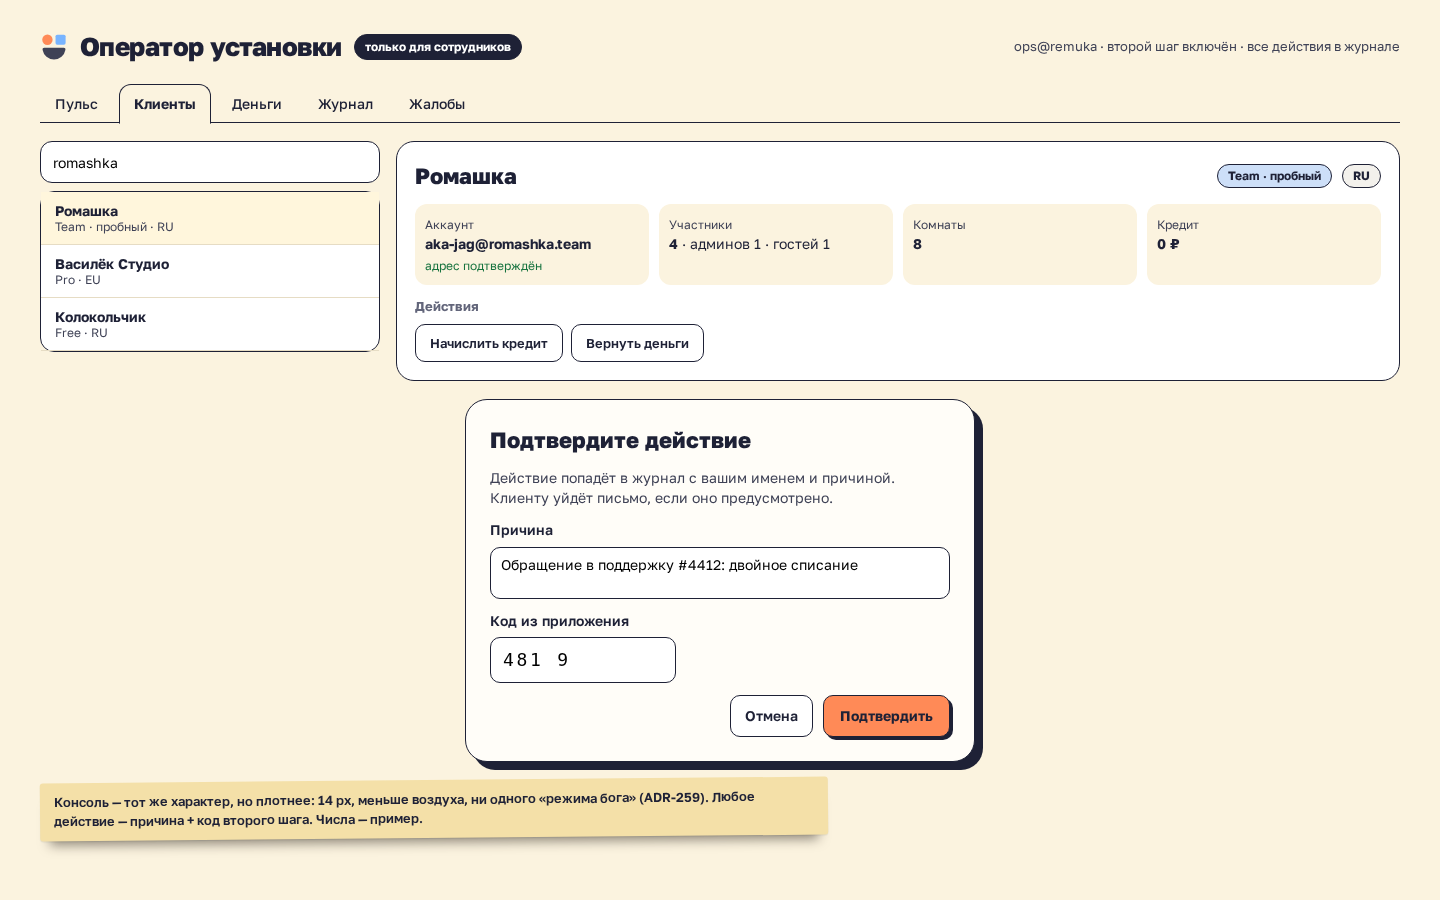 Оператор установки
только для сотрудников
ops@remuka · второй шаг включён · все действия в журнале
Пульс
Клиенты
Деньги
Журнал
Жалобы
romashka
Ромашка
Team · пробный · RU
Василёк Студио
Pro · EU
Колокольчик
Free · RU
Ромашка
Team · пробный
RU
Аккаунт
aka-jag@romashka.team
адрес подтверждён
Участники
4 · админов 1 · гостей 1
Комнаты
8
Кредит
0 ₽
Действия
Начислить кредит
Вернуть деньги
Подтвердите действие
Действие попадёт в журнал с вашим именем и причиной.
Клиенту уйдёт письмо, если оно предусмотрено.
Причина
Обращение в поддержку #4412: двойное списание
Код из приложения
481 9
Отмена
Подтвердить
Консоль — тот же характер, но плотнее: 14 px, меньше воздуха, ни одного «режима бога» (ADR-259). Любое
действие — причина + код второго шага. Числа — пример.